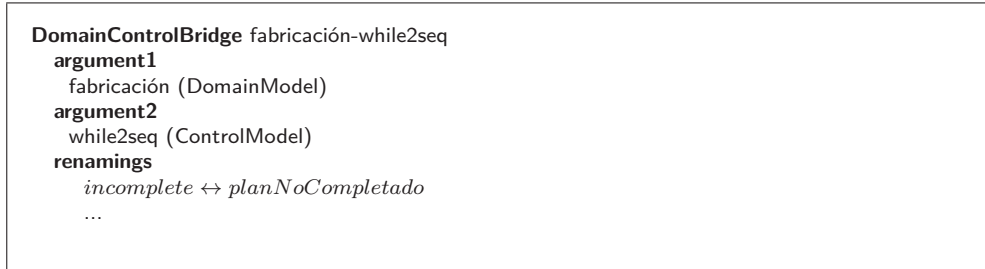 DomainControlBridge fabricación-while2seq
argument1
fabricación (DomainModel)
argument2
while2seq (ControlModel)
renamings
incomplete ↔ planNoCompletado
...